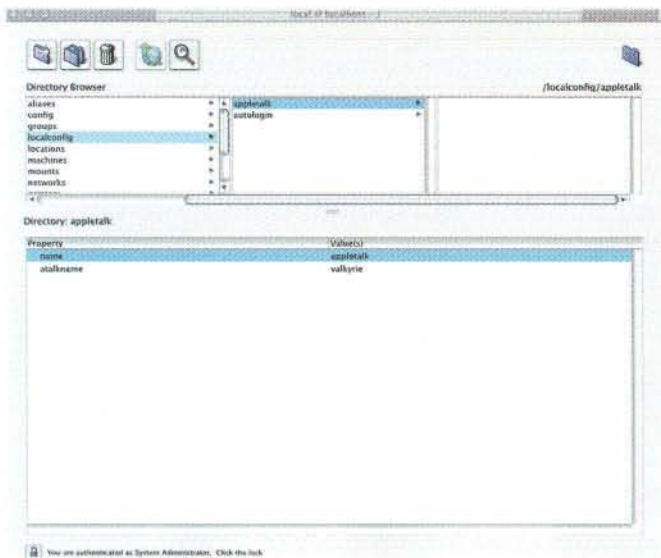 local @ localhost - /
Directory Browser
/localconfig/appletalk
aliases
config
groups
localconfig
locations
machines
mounts
networks
appletalk
autologin
Directory: appletalk
Property Value(s)
name appletalk
atalkname valkyrie
You are authenticated as System Administrator. Click the lock